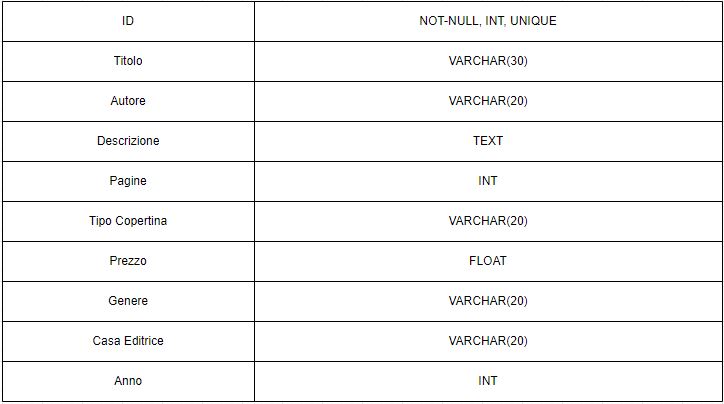 ID NOT-NULL, INT, UNIQUE
Titolo VARCHAR(30)
Autore VARCHAR(20)
Descrizione TEXT
Pagine INT
Tipo Copertina VARCHAR(20)
Prezzo FLOAT
Genere VARCHAR(20)
Casa Editrice VARCHAR(20)
Anno INT